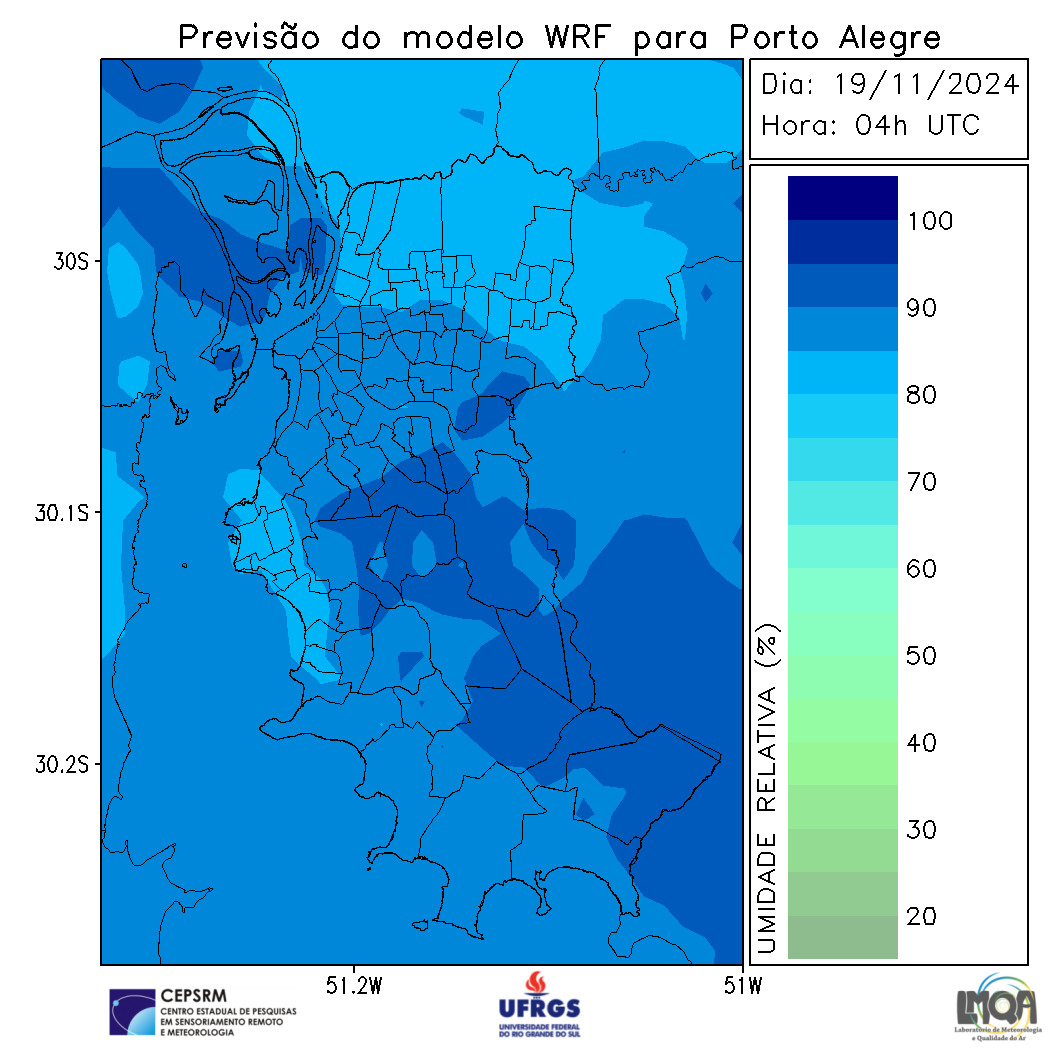 Previsão do modelo WRF para Porto Alegre
Dia: 19/11/2024
Hora: 04h UTC
100
90
80
70
60
50
40
30
20
UMIDADE RELATIVA (%)
30S
30.1S
30.2S
51.2W
51W
CEPSRM
CENTRO ESTADUAL DE PESQUISAS
EM SENSORIAMENTO REMOTO
E METEOROLOGIA
UFRGS
UNIVERSIDADE FEDERAL
DO RIO GRANDE DO SUL
LMQA
Laboratório de Meteorologia
e Qualidade do Ar